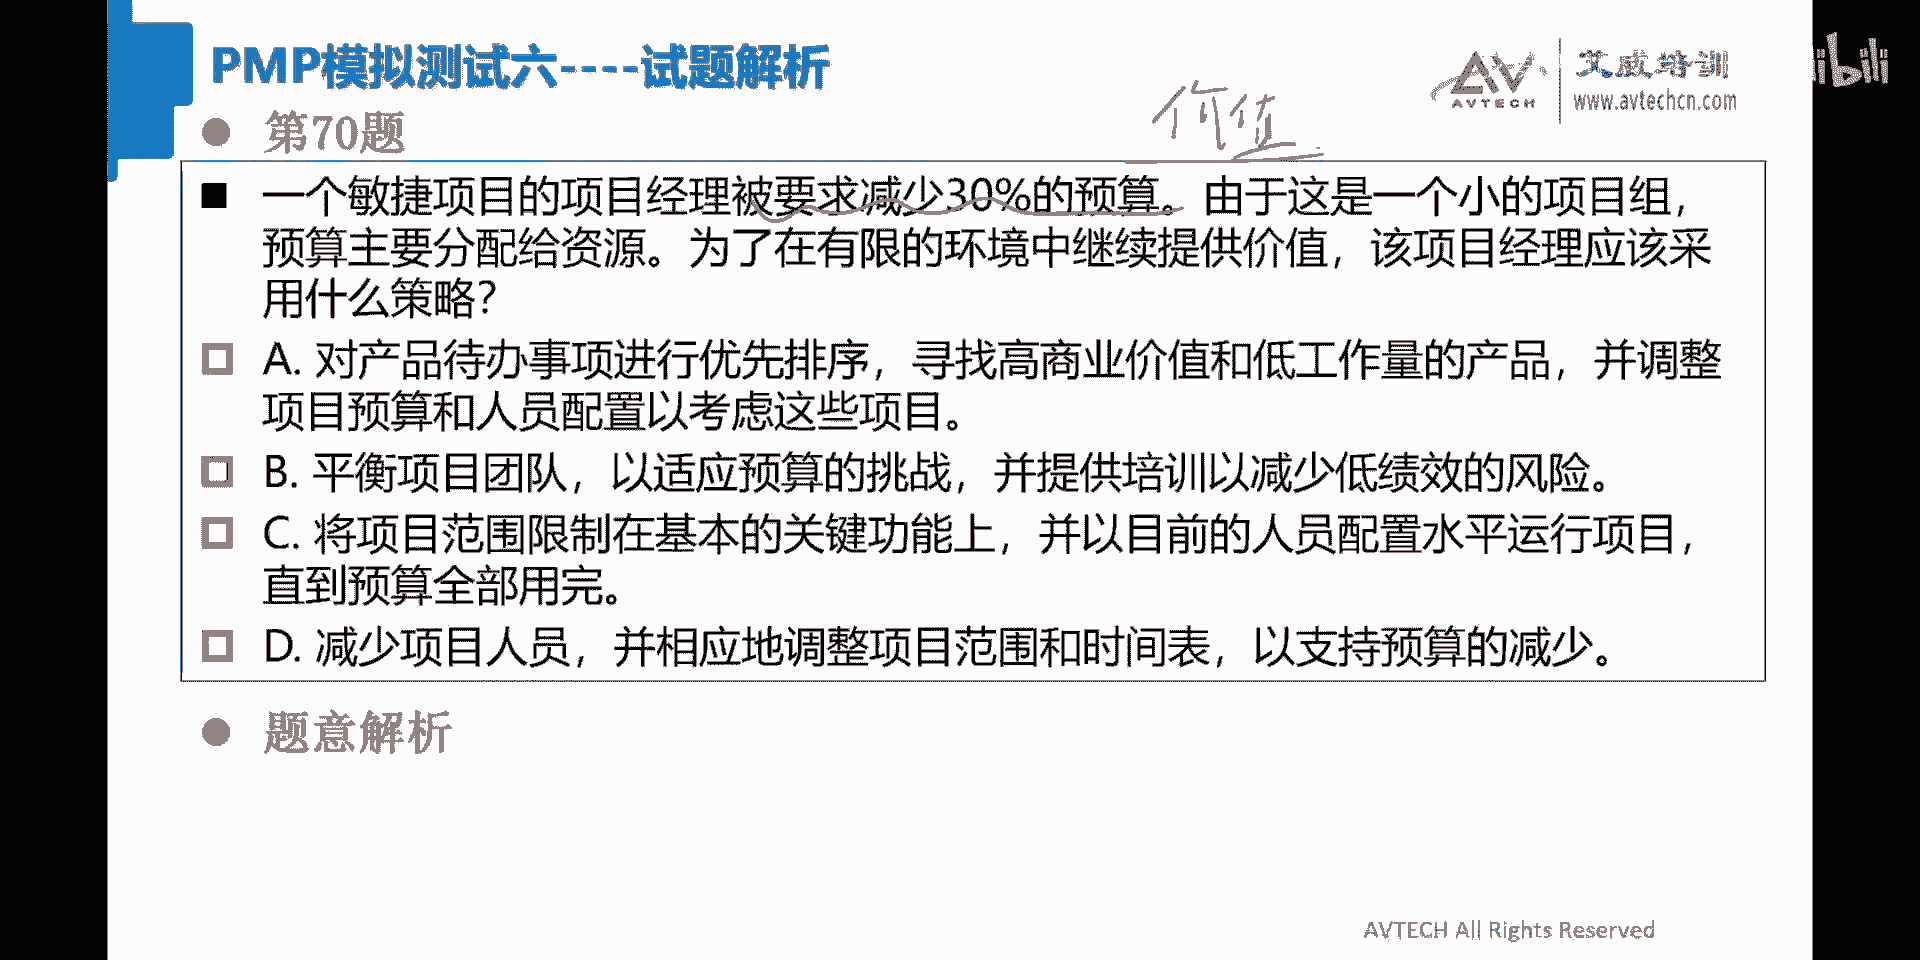 PMP模拟测试六----试题解析
AVTECH
艾威培训
www.avtechcn.com
bilibili
价值
第70题
一个敏捷项目的项目经理被要求减少30%的预算。由于这是一个小的项目组，
预算主要分配给资源。为了在有限的环境中继续提供价值，该项目经理应该采
用什么策略？
A. 对产品待办事项进行优先排序，寻找高商业价值和低工作量的产品，并调整
项目预算和人员配置以考虑这些项目。
B. 平衡项目团队，以适应预算的挑战，并提供培训以减少低绩效的风险。
C. 将项目范围限制在基本的关键功能上，并以目前的人员配置水平运行项目，
直到预算全部用完。
D. 减少项目人员，并相应地调整项目范围和时间表，以支持预算的减少。
题意解析
AVTECH All Rights Reserved